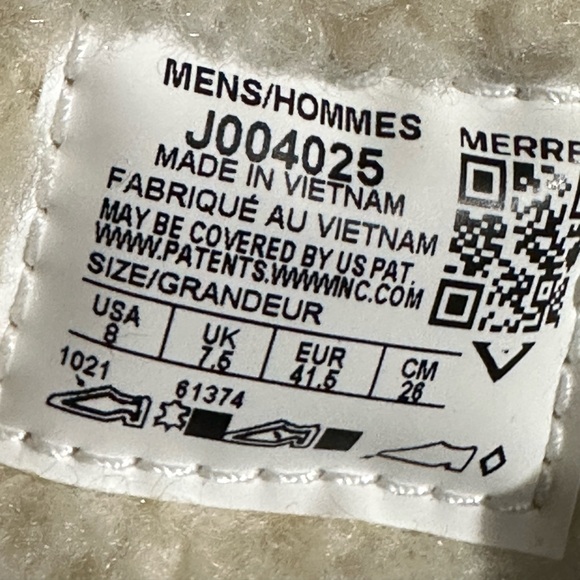 MENS/HOMMES
J004025
MERRE
MADE IN VIETNAM
FABRIQUÉ AU VIETNAM
MAY BE COVERED BY US PAT.
WWW.PATENTS.WWWINC.COM
SIZE/GRANDEUR
USA UK EUR CM
8 7.5 41.5 26
1021 61374